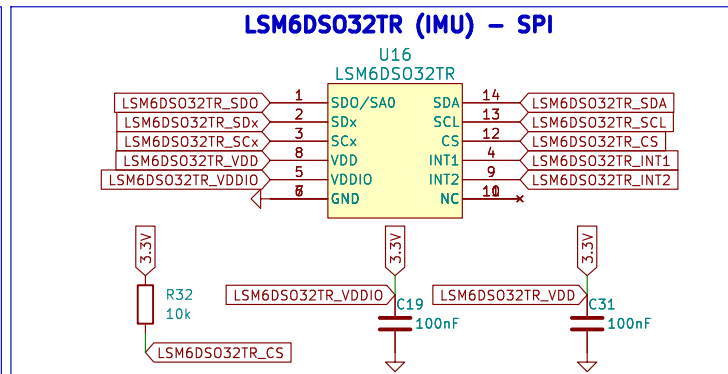 LSM6DSO32TR (IMU) - SPI
U16
LSM6DSO32TR
LSM6DSO32TR_SDO 1 SDO/SA0 SDA 14 LSM6DSO32TR_SDA
LSM6DSO32TR_SDx 2 SDx SCL 13 LSM6DSO32TR_SCL
LSM6DSO32TR_SCx 3 SCx CS 12 LSM6DSO32TR_CS
LSM6DSO32TR_VDD 8 VDD INT1 4 LSM6DSO32TR_INT1
LSM6DSO32TR_VDDIO 5 VDDIO INT2 9 LSM6DSO32TR_INT2
GND NC
3.3V 3.3V 3.3V
R32
10k
LSM6DSO32TR_CS
LSM6DSO32TR_VDDIO
C19
100nF
LSM6DSO32TR_VDD
C31
100nF